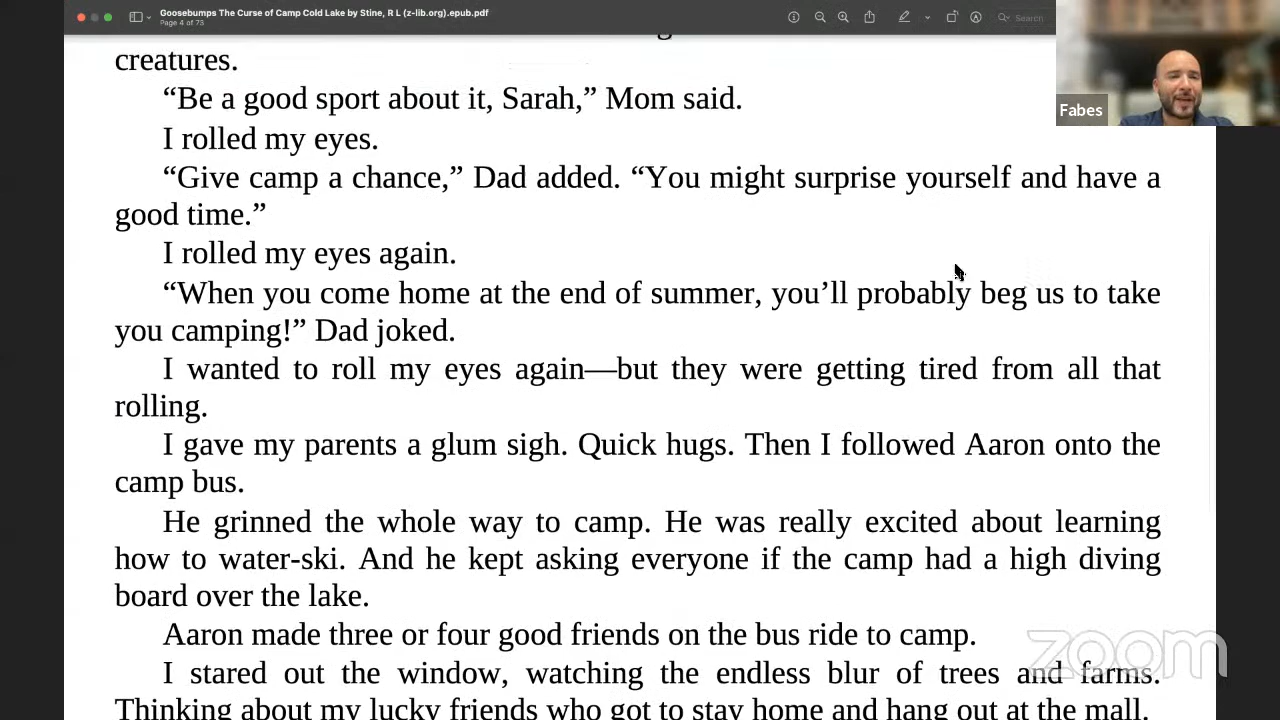 Goosebumps The Curse of Camp Cold Lake by Stine, R L (z-lib.org).epub.pdf
Page 4 of 73
Search
creatures.
“Be a good sport about it, Sarah,” Mom said.
I rolled my eyes.
“Give camp a chance,” Dad added. “You might surprise yourself and have a
good time.”
I rolled my eyes again.
“When you come home at the end of summer, you’ll probably beg us to take
you camping!” Dad joked.
I wanted to roll my eyes again—but they were getting tired from all that
rolling.
I gave my parents a glum sigh. Quick hugs. Then I followed Aaron onto the
camp bus.
He grinned the whole way to camp. He was really excited about learning
how to water-ski. And he kept asking everyone if the camp had a high diving
board over the lake.
Aaron made three or four good friends on the bus ride to camp.
I stared out the window, watching the endless blur of trees and farms.
Thinking about my lucky friends who got to stay home and hang out at the mall.
Fabes
zoom